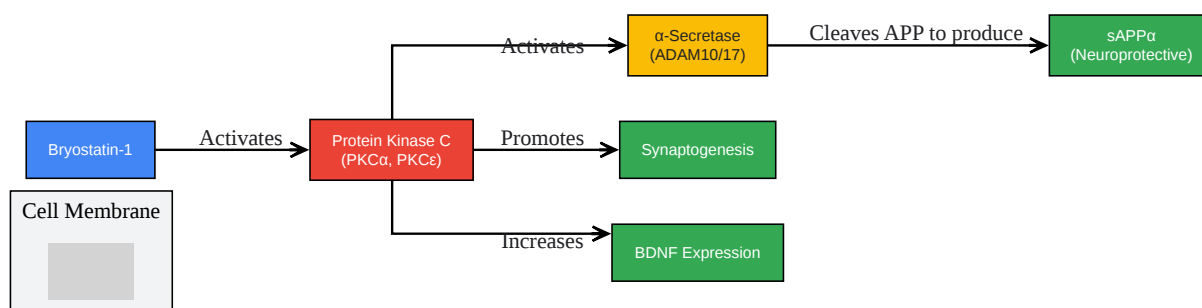 Activates
α-Secretase
(ADAM10/17)
Cleaves APP to produce
sAPPα
(Neuroprotective)
Bryostatin-1
Activates
Protein Kinase C
(PKCα, PKCε)
Promotes
Synaptogenesis
Cell Membrane
Increases
BDNF Expression